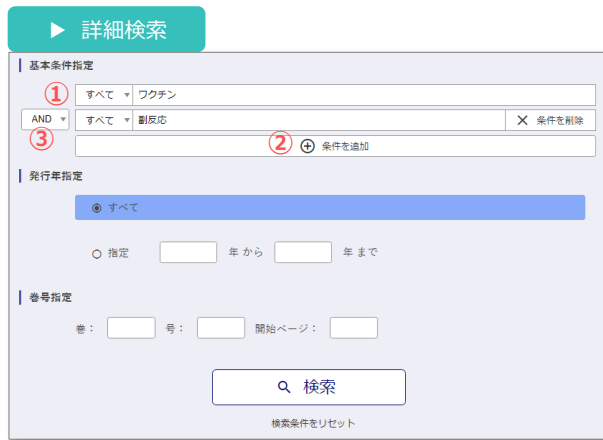 ▶ 詳細検索
基本条件指定
① すべて ▼ ワクチン
AND ▼ すべて ▼ 副反応 × 条件を削除
③ ② ⊕ 条件を追加
発行年指定
すべて
指定 年 から 年 まで
巻号指定
巻： 号： 開始ページ：
検索
検索条件をリセット